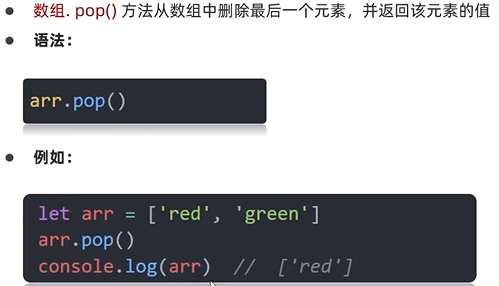 数组. pop() 方法从数组中删除最后一个元素，并返回该元素的值
语法：
arr.pop()
例如：
let arr = ['red', 'green']
arr.pop()
console.log(arr)  //  ['red']